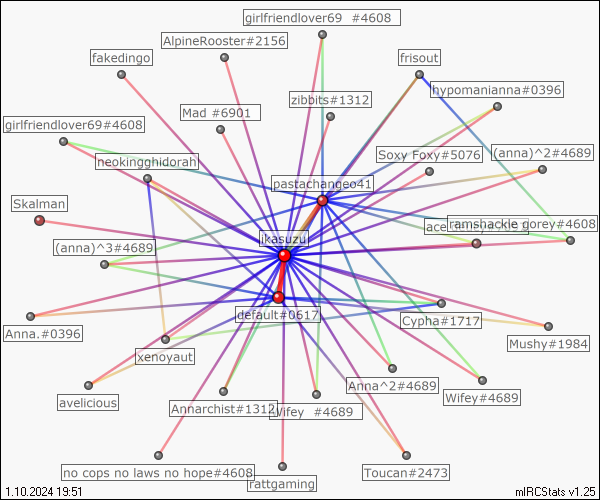 girlfriendlover69 #4608
AlpineRooster#2156
fakedingo
frisout
hypomanianna#0396
zibbits#1312
Mad #6901
girlfriendlover69#4608
Soxy Foxy#5076
(anna)^2#4689
neokingghidorah
pastachangeo41
Skalman
ramshackle gorey#4608
ikasuzu
(anna)^3#4689
default#0617
Cypha#1717
Anna.#0396
Mushy#1984
xenoyaut
Anna^2#4689
Wifey#4689
avelicious
Annarchist#1312
Wifey #4689
no cops no laws no hope#4608
Toucan#2473
rattgaming
1.10.2024 19:51
mIRCStats v1.25